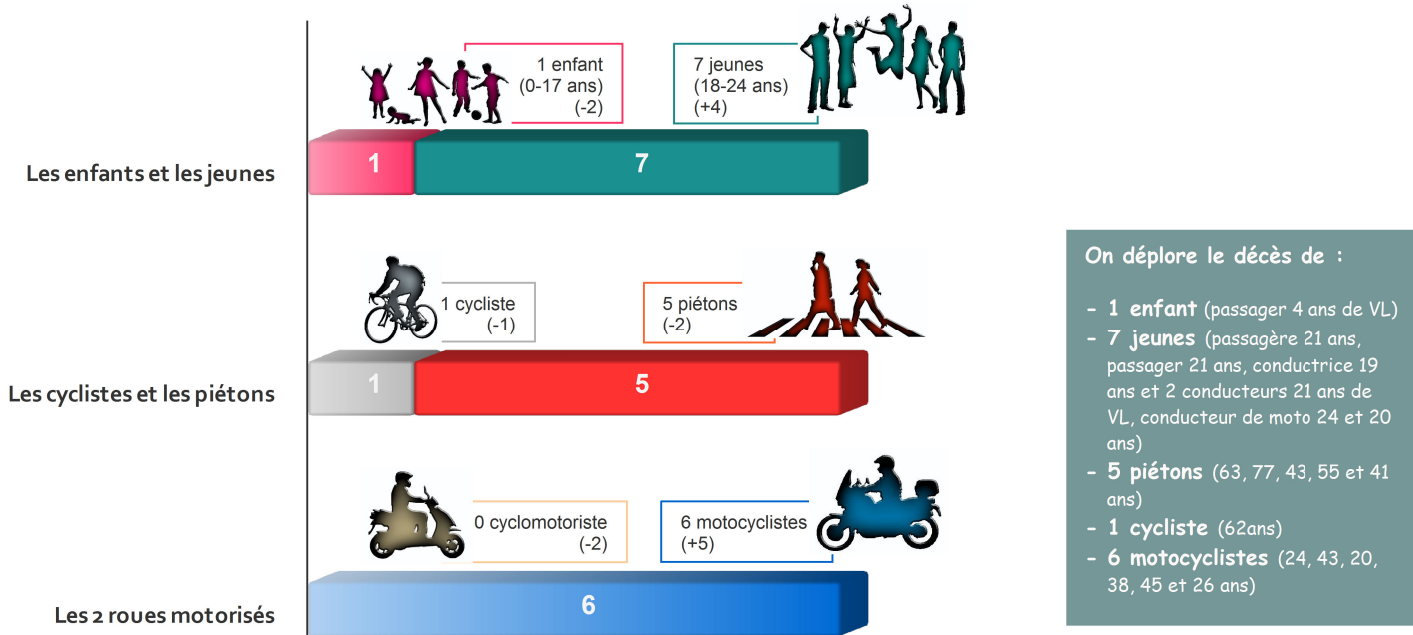 1 enfant
(0-17 ans)
(-2)
7 jeunes
(18-24 ans)
(+4)
Les enfants et les jeunes
1
7
1 cycliste
(-1)
5 piétons
(-2)
Les cyclistes et les piétons
1
5
0 cyclomotoriste
(-2)
6 motocyclistes
(+5)
Les 2 roues motorisés
6
On déplore le décès de :
- 1 enfant (passager 4 ans de VL)
- 7 jeunes (passagère 21 ans,
passager 21 ans, conductrice 19
ans et 2 conducteurs 21 ans de
VL, conducteur de moto 24 et 20
ans)
- 5 piétons (63, 77, 43, 55 et 41
ans)
- 1 cycliste (62ans)
- 6 motocyclistes (24, 43, 20,
38, 45 et 26 ans)